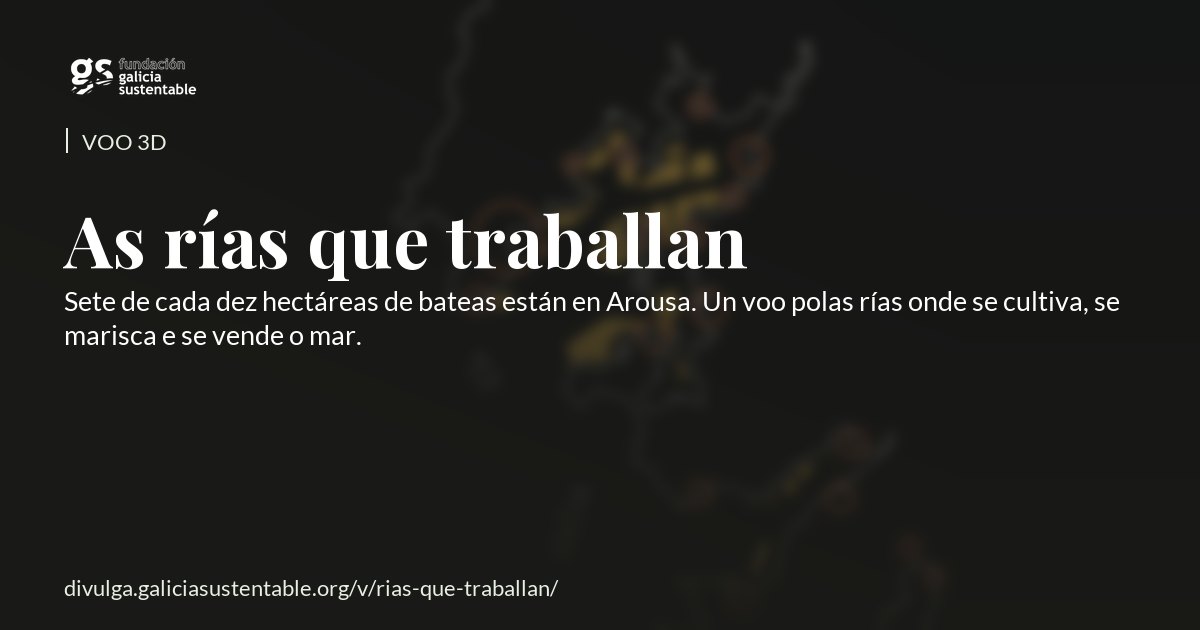 gs fundación
galicia
sustentable
VOO 3D
As rías que traballan
Sete de cada dez hectáreas de bateas están en Arousa. Un voo polas rías onde se cultiva, se
marisca e se vende o mar.
divulga.galiciasustentable.org/v/rias-que-traballan/